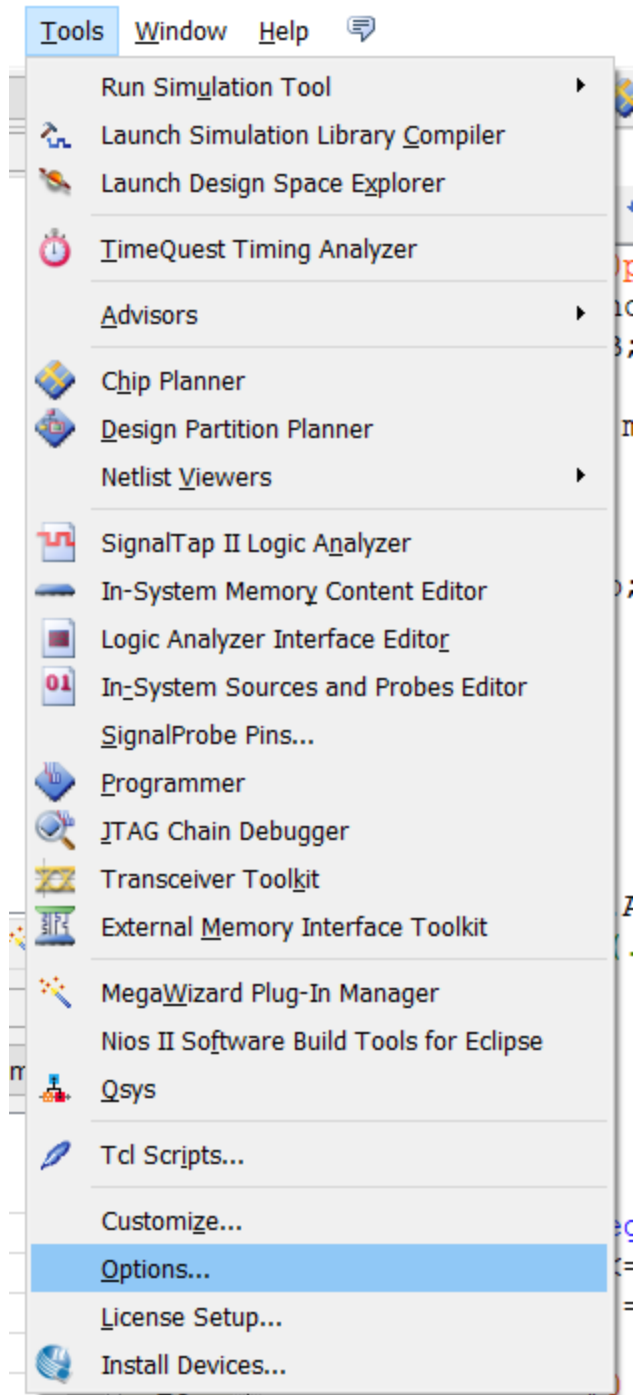 Tools Window Help
Run Simulation Tool
Launch Simulation Library Compiler
Launch Design Space Explorer
TimeQuest Timing Analyzer
Advisors
Chip Planner
Design Partition Planner
Netlist Viewers
SignalTap II Logic Analyzer
In-System Memory Content Editor
Logic Analyzer Interface Editor
In-System Sources and Probes Editor
SignalProbe Pins...
Programmer
JTAG Chain Debugger
Transceiver Toolkit
External Memory Interface Toolkit
MegaWizard Plug-In Manager
Nios II Software Build Tools for Eclipse
Qsys
Tcl Scripts...
Customize...
Options...
License Setup...
Install Devices...